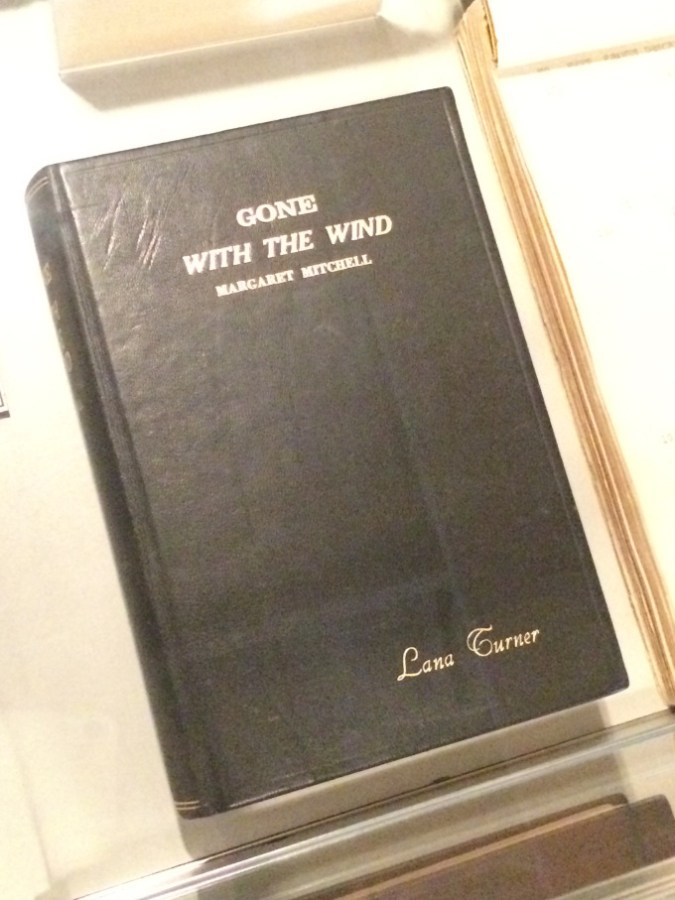 GONE
WITH THE WIND
MARGARET MITCHELL
Lana Turner